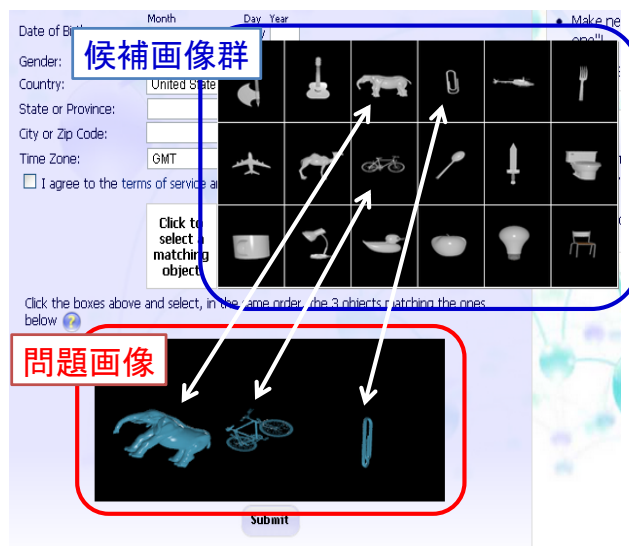 Month Day Year
Date of
候補画像群
Gender:
Country:
United State
State or Province:
City or Zip Code:
Time Zone:
GMT
I agree to the terms of service
Click to
select a
matching
object
Click the boxes above and select, in the same order, the 3 objects matching the ones
below
問題画像
Submit
• Make
one"!